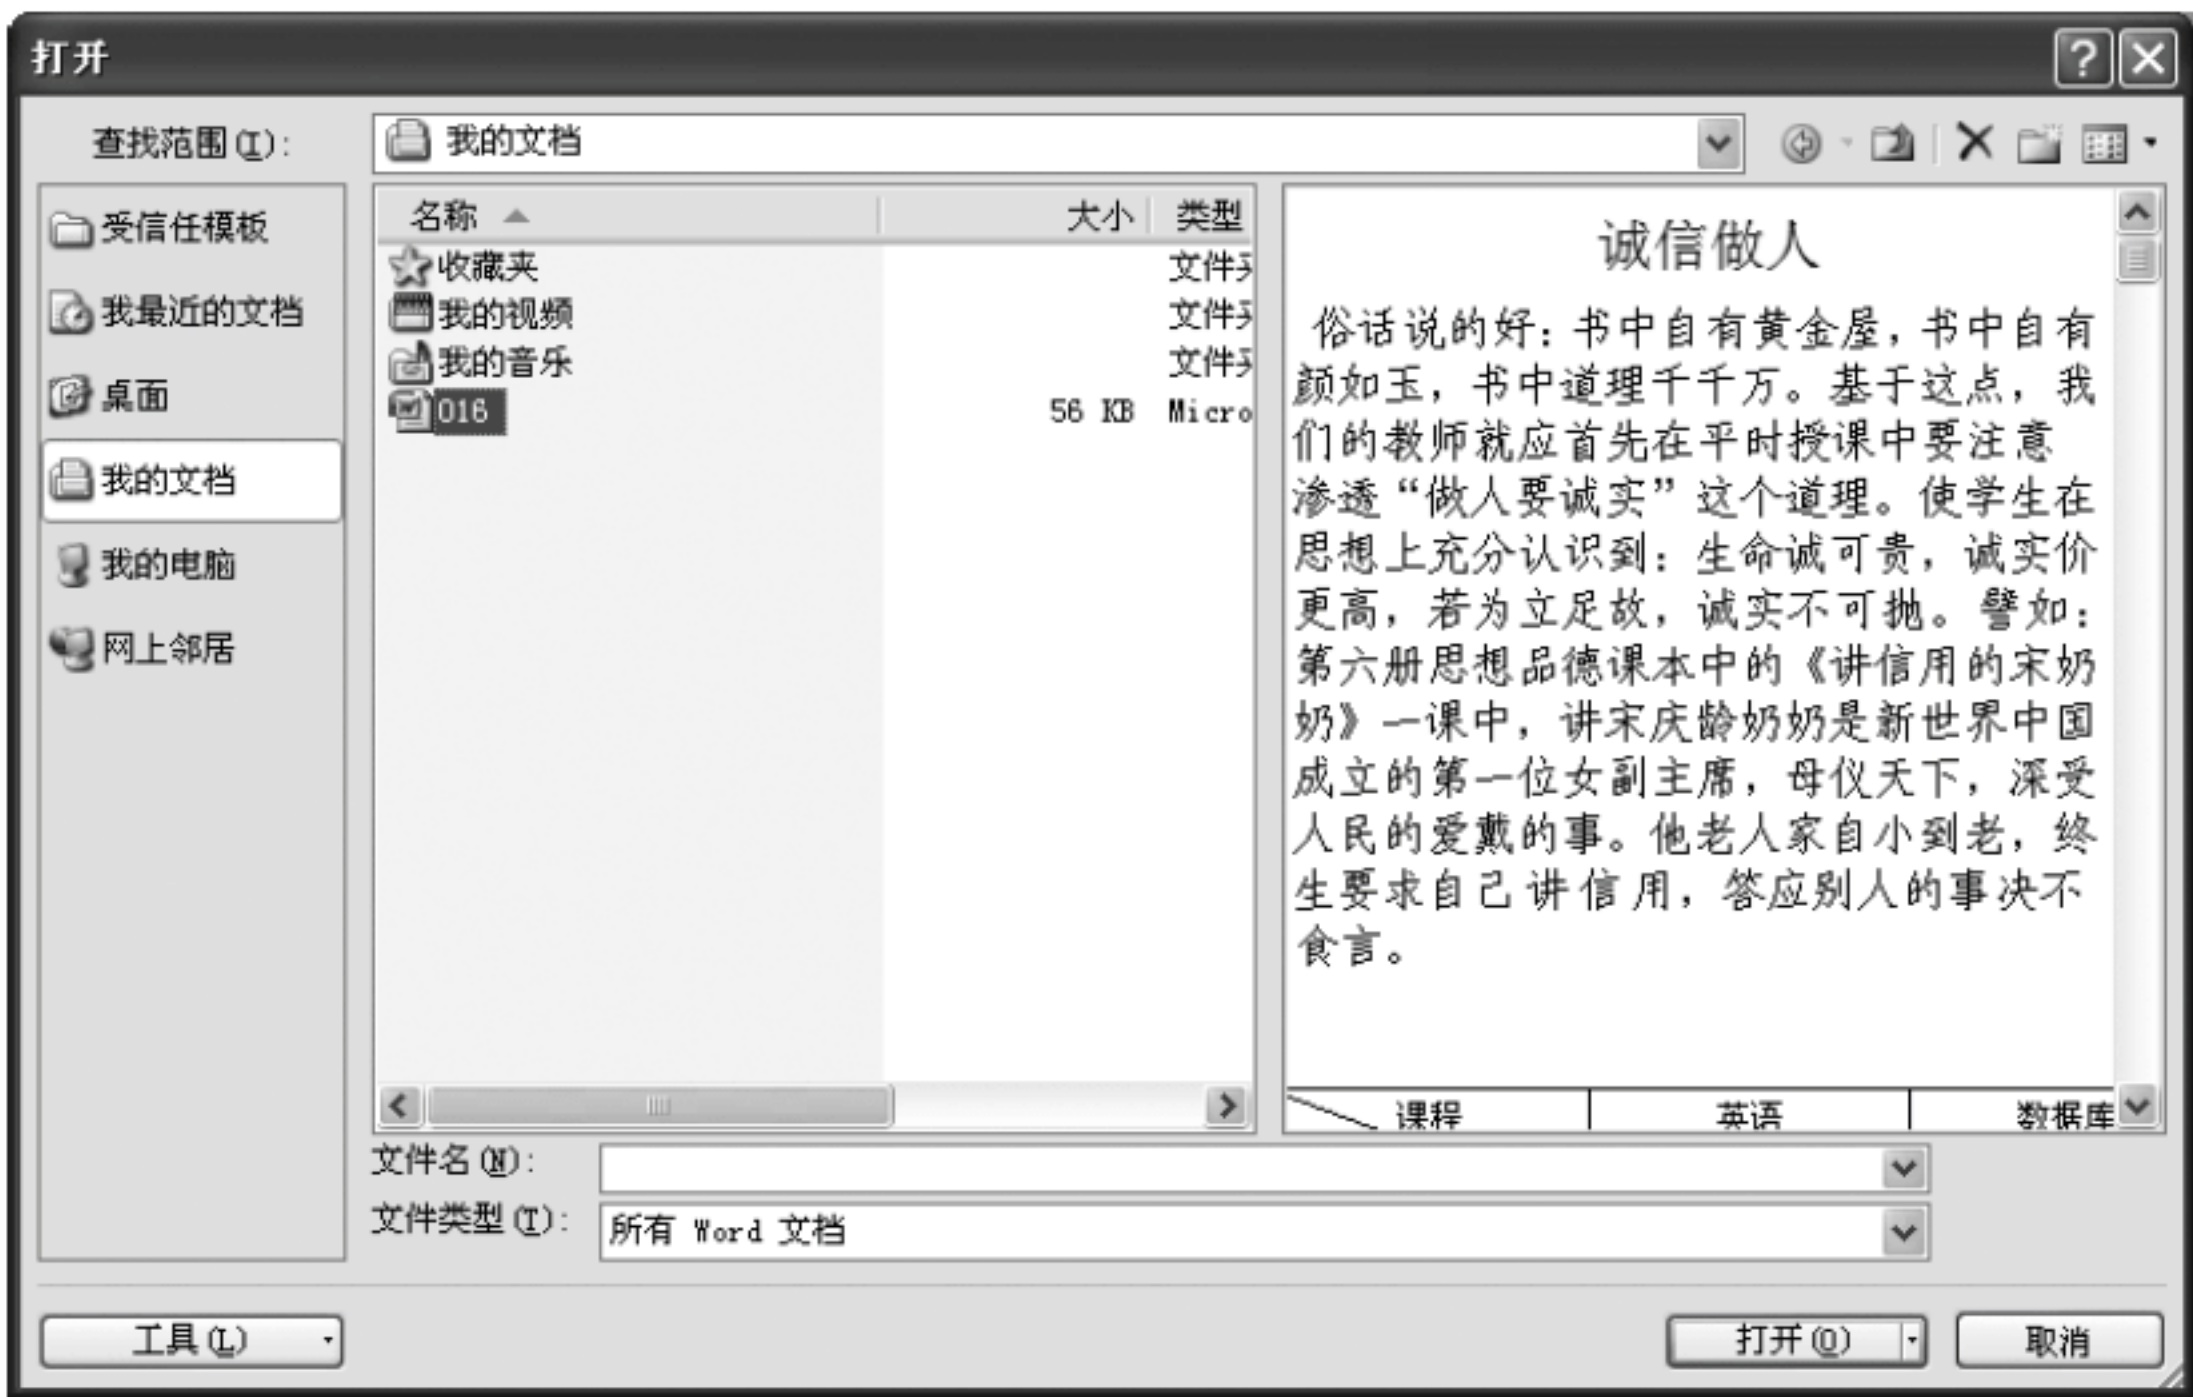 打开
查找范围(I):
我的文档
受信任模板
我最近的文档
桌面
我的文档
我的电脑
网上邻居
名称 大小 类型
收藏夹 文件夹
我的视频 文件夹
我的音乐 文件夹
016 56 KB Micro
诚信做人
俗话说的好：书中自有黄金屋，书中自有
颜如玉，书中道理千千万。基于这点，我
们的教师就应首先在平时授课中要注意
渗透“做人要诚实”这个道理。使学生在
思想上充分认识到：生命诚可贵，诚实价
更高，若为立足故，诚实不可抛。譬如：
第六册思想品德课本中的《讲信用的宋奶
奶》一课中，讲宋庆龄奶奶是新世界中国
成立的第一位女副主席，母仪天下，深受
人民的爱戴的事。他老人家自小到老，终
生要求自己讲信用，答应别人的事决不
食言。
课程 英语 数据库
文件名(N):
文件类型(T): 所有 Word 文档
工具(L)
打开(O)
取消